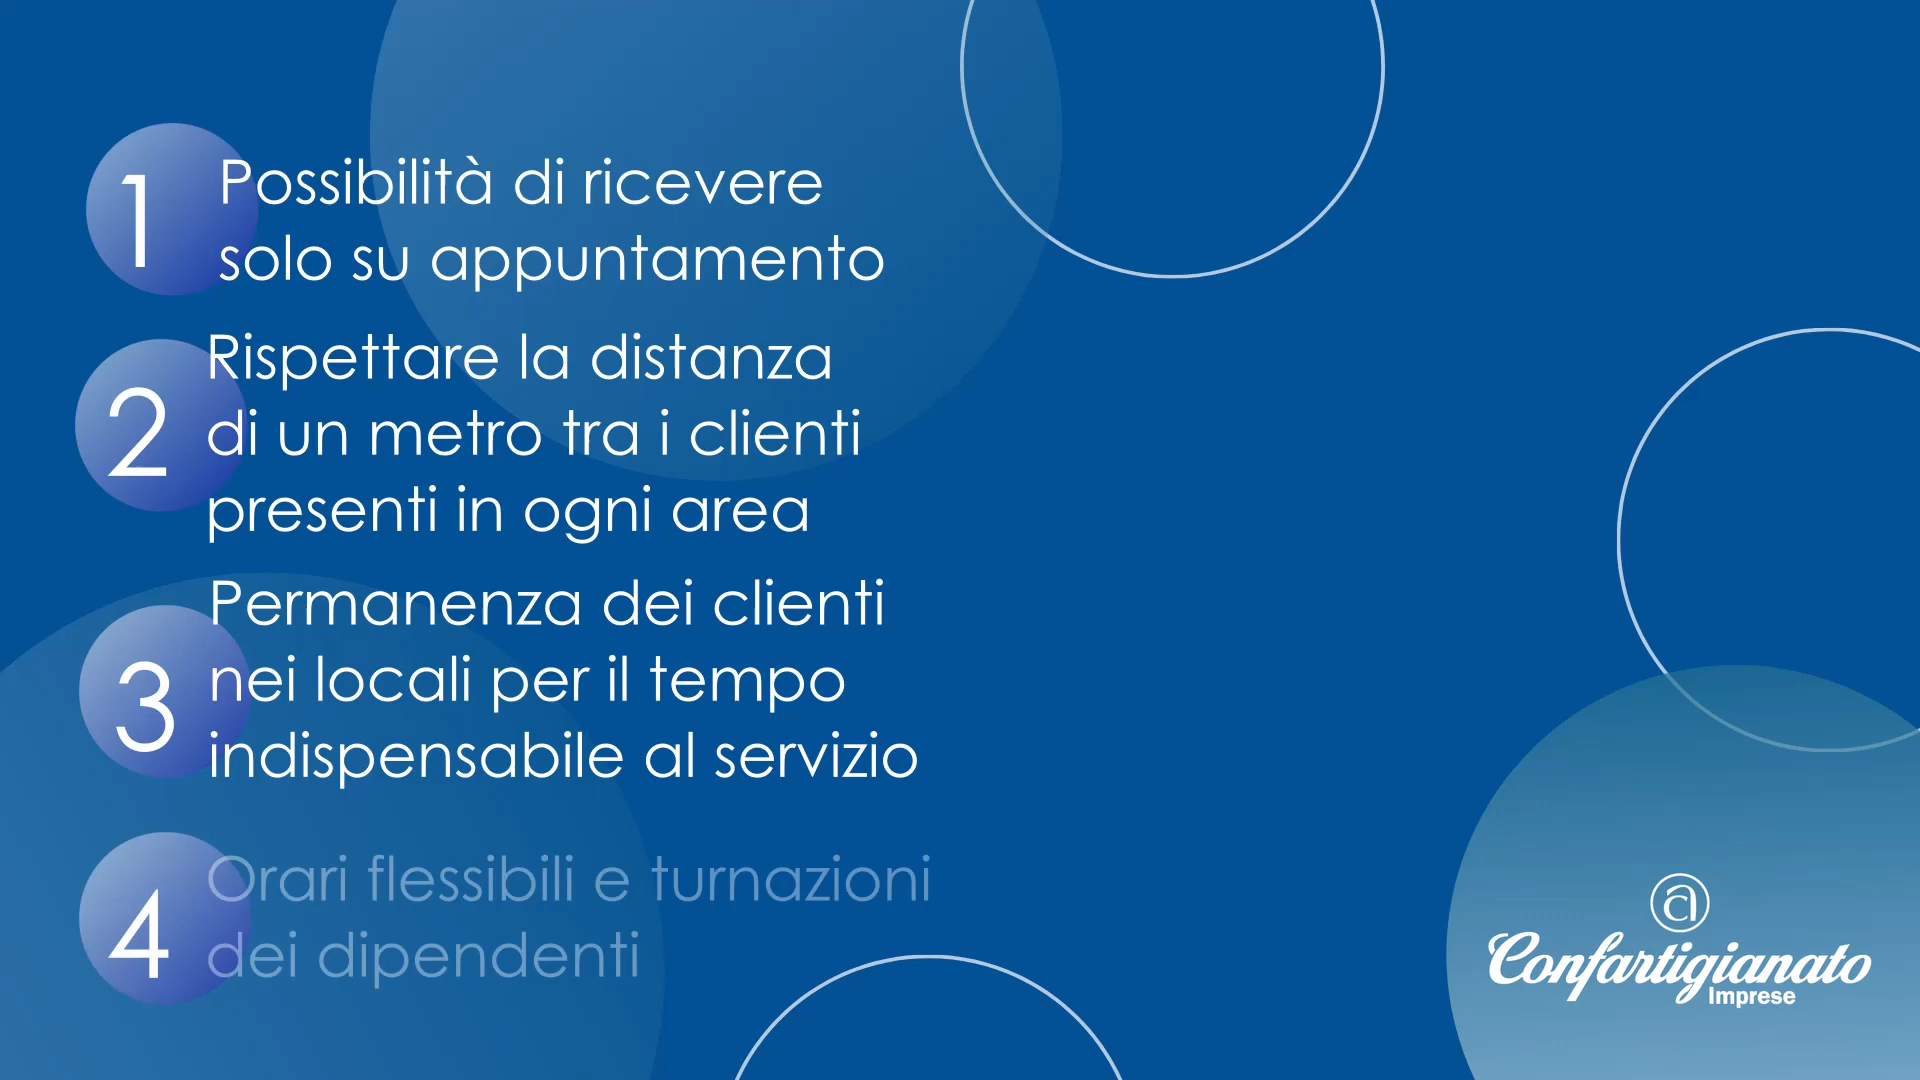 1
Possibilità di ricevere
solo su appuntamento
2
Rispettare la distanza
di un metro tra i clienti
presenti in ogni area
3
Permanenza dei clienti
nei locali per il tempo
indispensabile al servizio
4
Orari flessibili e turnazioni
dei dipendenti
a
Confartigianato
Imprese